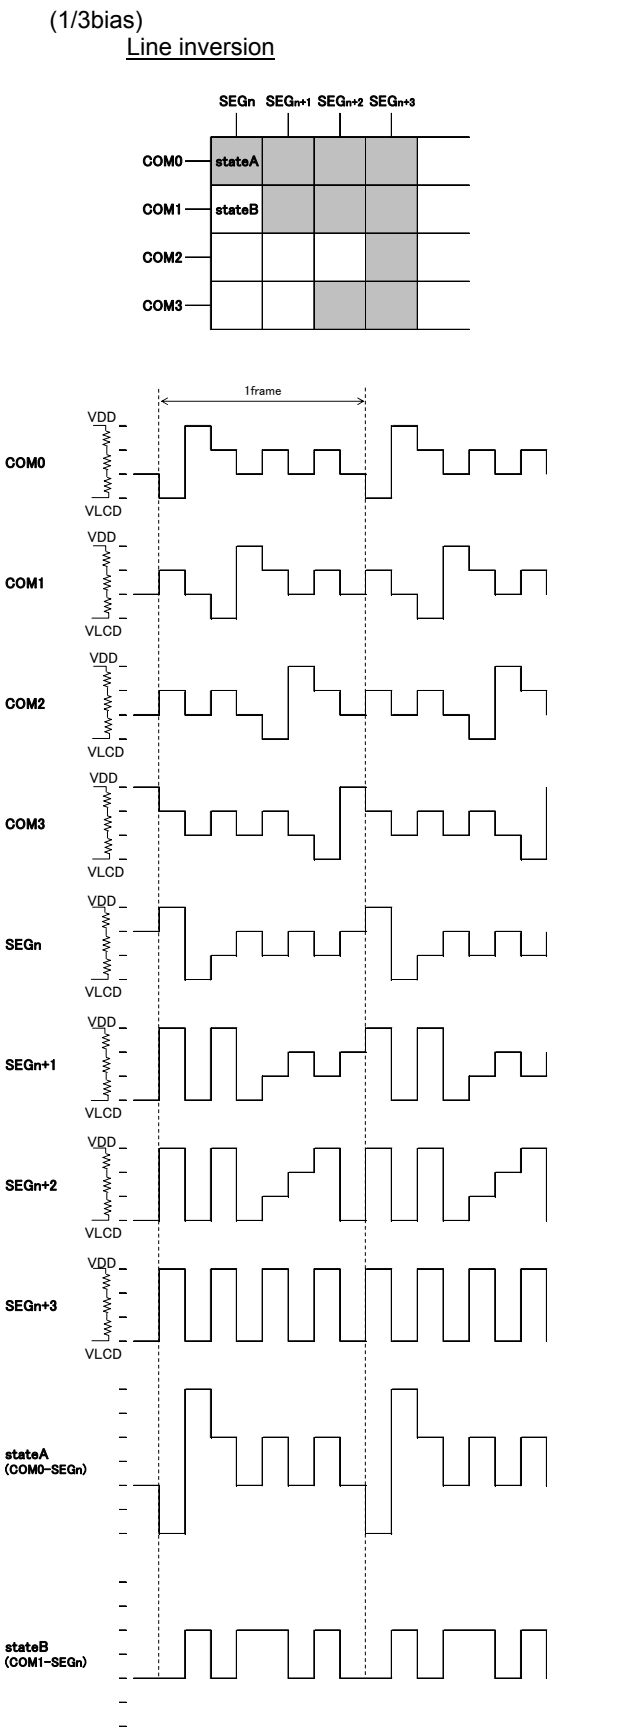 (1/3bias)
Line inversion
SEGn SEGn+1 SEGn+2 SEGn+3
COM0 stateA
COM1 stateB
COM2
COM3
1frame
VDD
COM0
VLCD
VDD
COM1
VLCD
VDD
COM2
VLCD
VDD
COM3
VLCD
VDD
SEGn
VLCD
VDD
SEGn+1
VLCD
VDD
SEGn+2
VLCD
VDD
SEGn+3
VLCD
stateA
(COM0-SEGn)
stateB
(COM1-SEGn)